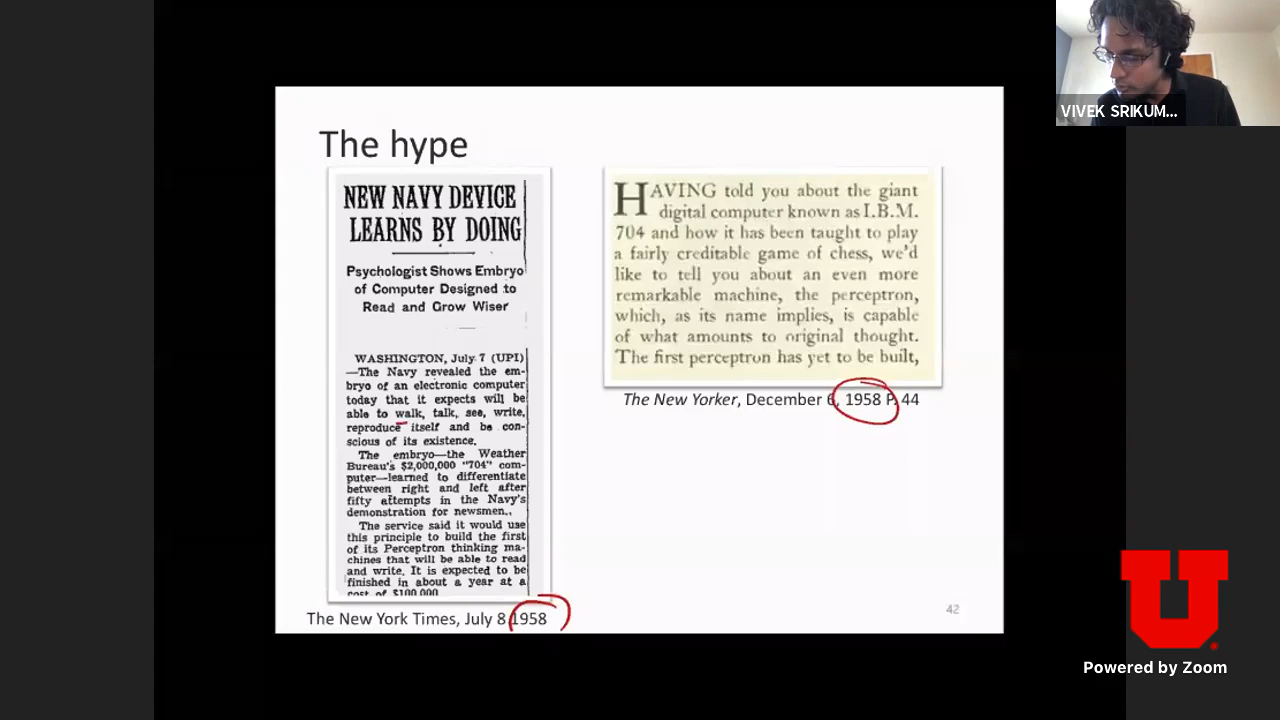 VIVEK SRIKUM...
The hype
NEW NAVY DEVICE
LEARNS BY DOING
Psychologist Shows Embryo
of Computer Designed to
Read and Grow Wiser
WASHINGTON, July 7 (UPI)
—The Navy revealed the em-
bryo of an electronic computer
today that it expects will be
able to walk, talk, see, write,
reproduce itself and be con-
scious of its existence.
The embryo—the Weather
Bureau's $2,000,000 "704" com-
puter—learned to differentiate
between right and left after
fifty attempts in the Navy's
demonstration for newsmen.
The service said it would use
this principle to build the first
of its Perceptron thinking ma-
chines that will be able to read
and write. It is expected to be
finished in about a year at a
cost of $100,000
The New York Times, July 8 1958
HAVING told you about the giant
digital computer known as I.B.M.
704 and how it has been taught to play
a fairly creditable game of chess, we'd
like to tell you about an even more
remarkable machine, the perceptron,
which, as its name implies, is capable
of what amounts to original thought.
The first perceptron has yet to be built,
The New Yorker, December 6, 1958 P. 44
42
U
Powered by Zoom